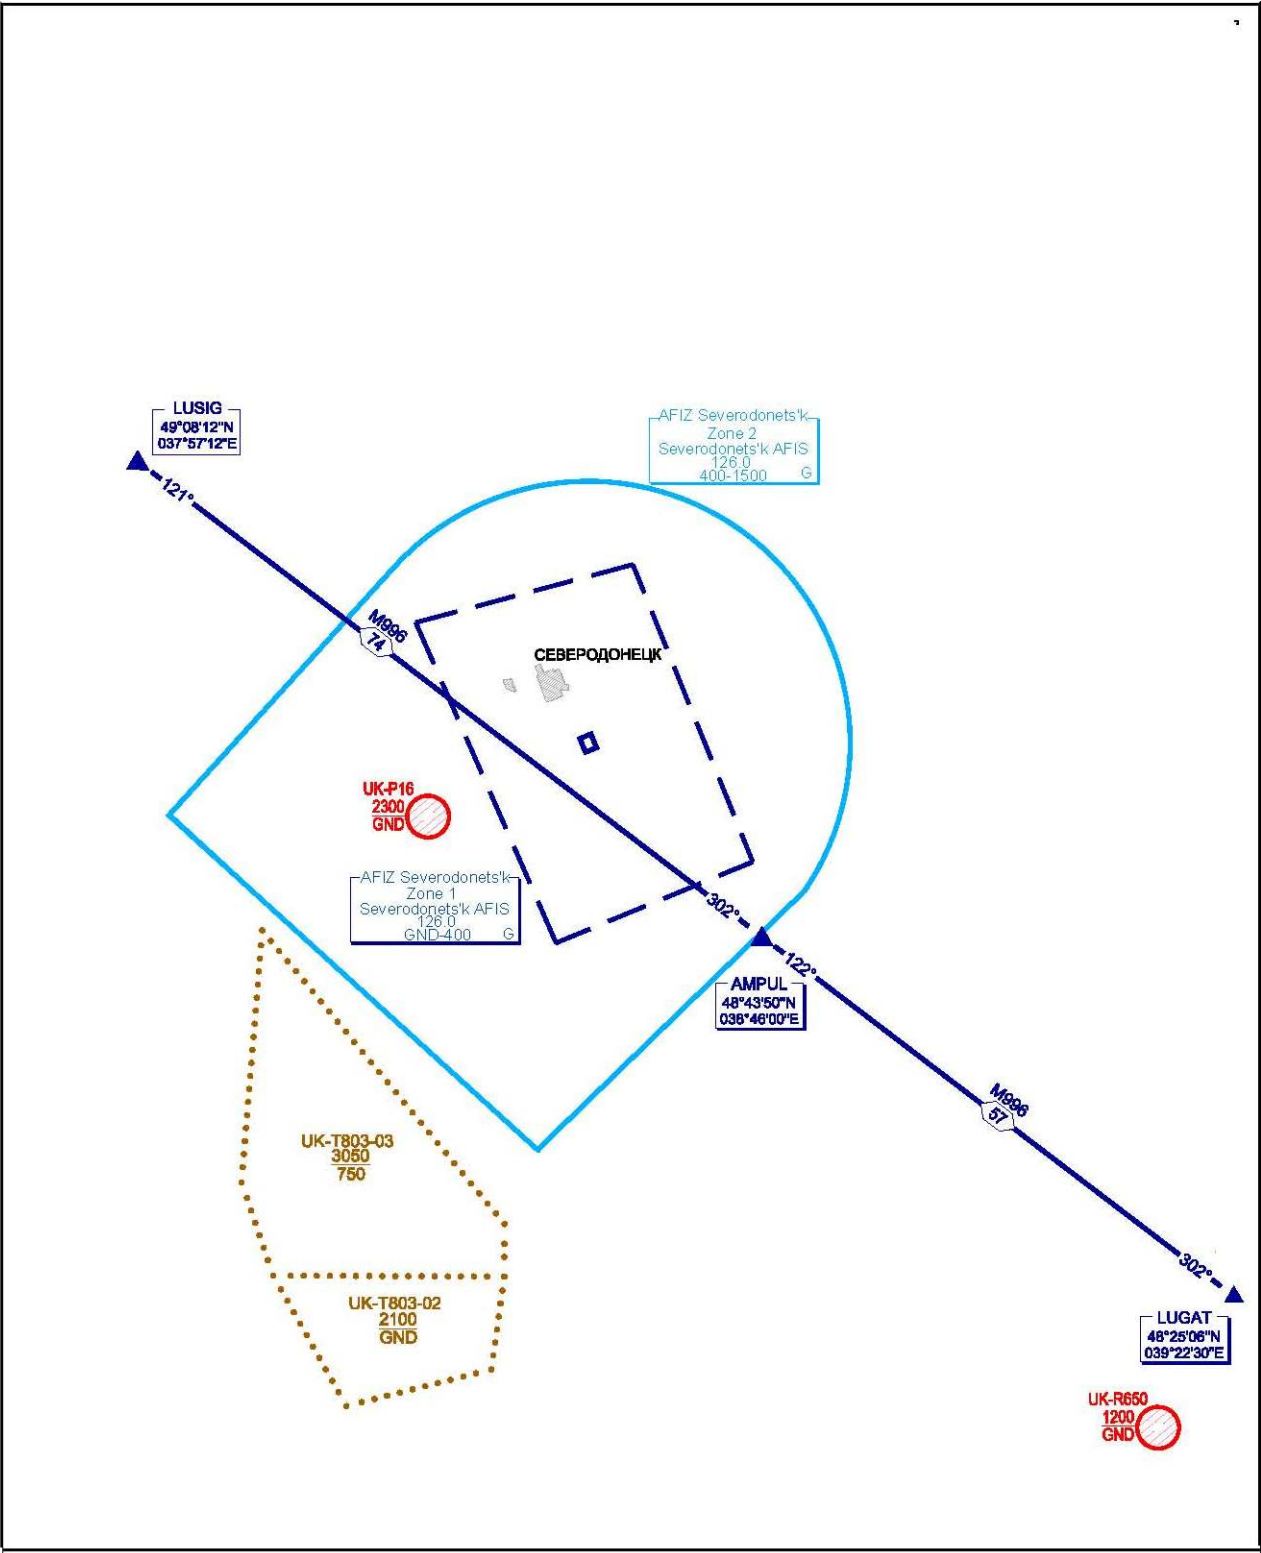 LUSIG
49°08'12"N
037°57'12"E
121°
AFIZ Severodonets'k
Zone 2
Severodonets'k AFIS
126.0
400-1500 G
M996
74
СЕВЕРОДОНЕЦК
UK-P16
2300
GND
AFIZ Severodonets'k
Zone 1
Severodonets'k AFIS
126.0
GND-400 G
302°
122°
AMPUL
48°43'50"N
038°46'00"E
M996
57
UK-T803-03
3050
750
302°
UK-T803-02
2100
GND
LUGAT
48°25'06"N
039°22'30"E
UK-R650
1200
GND